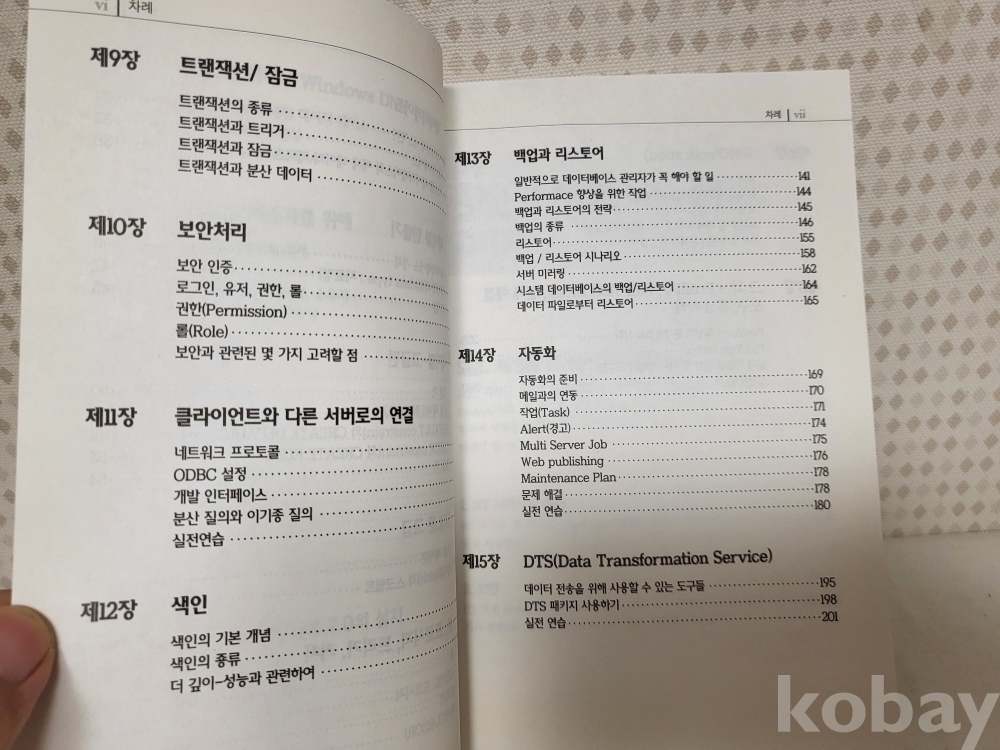 vi 차례
제9장 트랜잭션/ 잠금
트랜잭션의 종류
트랜잭션과 트리거
트랜잭션과 잠금
트랜잭션과 분산 데이터
제10장 보안처리
보안 인증
로그인, 유저, 권한, 롤
권한(Permission)
롤(Role)
보안과 관련된 몇 가지 고려할 점
제11장 클라이언트와 다른 서버로의 연결
네트워크 프로토콜
ODBC 설정
개발 인터페이스
분산 질의와 이기종 질의
실전연습
제12장 색인
색인의 기본 개념
색인의 종류
더 깊이-성능과 관련하여
차례 vii
제13장 백업과 리스토어
일반적으로 데이터베이스 관리자가 꼭 해야 할 일 141
Performace 향상을 위한 작업 144
백업과 리스토어의 전략 145
백업의 종류 146
리스토어 155
백업 / 리스토어 시나리오 158
서버 미러링 162
시스템 데이터베이스의 백업/리스토어 164
데이터 파일로부터 리스토어 165
제14장 자동화
자동화의 준비 169
메일과의 연동 170
작업(Task) 171
Alert(경고) 174
Multi Server Job 175
Web publishing 176
Maintenance Plan 178
문제 해결 178
실전 연습 180
제15장 DTS(Data Transformation Service)
데이터 전송을 위해 사용할 수 있는 도구들 195
DTS 패키지 사용하기 198
실전 연습 201
kobay